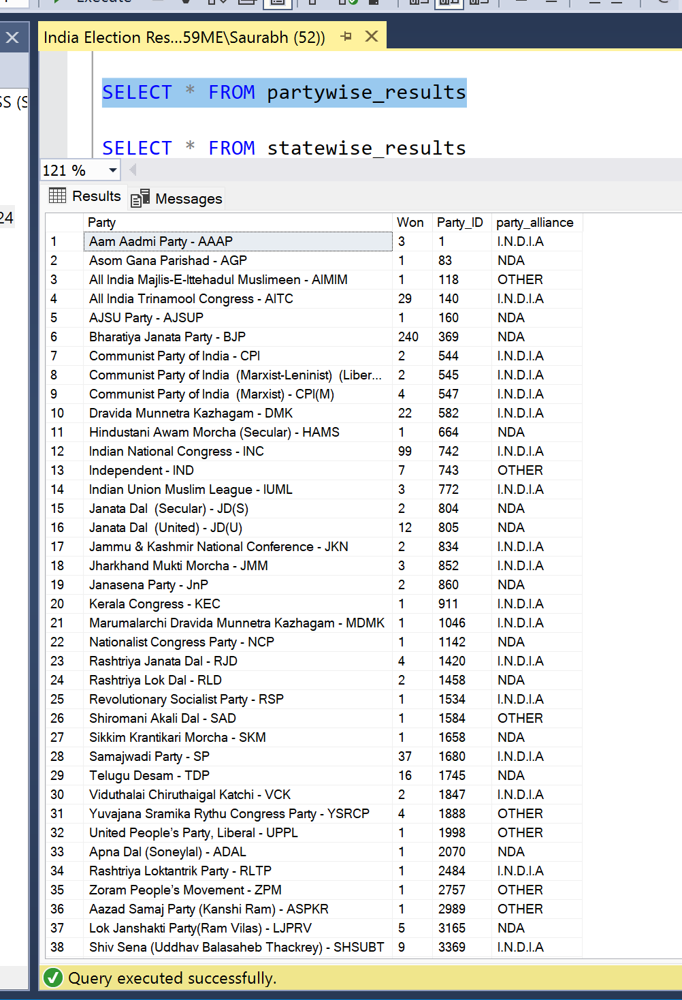 Execute
India Election Res...59ME\Saurabh (52))
SS (S
24
SELECT * FROM partywise_results
SELECT * FROM statewise_results
121 %
Results Messages
Party Won Party_ID party_alliance
1 Aam Aadmi Party - AAAP 3 1 I.N.D.I.A
2 Asom Gana Parishad - AGP 1 83 NDA
3 All India Majlis-E-Ittehadul Muslimeen - AIMIM 1 118 OTHER
4 All India Trinamool Congress - AITC 29 140 I.N.D.I.A
5 AJSU Party - AJSUP 1 160 NDA
6 Bharatiya Janata Party - BJP 240 369 NDA
7 Communist Party of India - CPI 2 544 I.N.D.I.A
8 Communist Party of India (Marxist-Leninist) (Liber... 2 545 I.N.D.I.A
9 Communist Party of India (Marxist) - CPI(M) 4 547 I.N.D.I.A
10 Dravida Munnetra Kazhagam - DMK 22 582 I.N.D.I.A
11 Hindustani Awam Morcha (Secular) - HAMS 1 664 NDA
12 Indian National Congress - INC 99 742 I.N.D.I.A
13 Independent - IND 7 743 OTHER
14 Indian Union Muslim League - IUML 3 772 I.N.D.I.A
15 Janata Dal (Secular) - JD(S) 2 804 NDA
16 Janata Dal (United) - JD(U) 12 805 NDA
17 Jammu & Kashmir National Conference - JKN 2 834 I.N.D.I.A
18 Jharkhand Mukti Morcha - JMM 3 852 I.N.D.I.A
19 Janasena Party - JnP 2 860 NDA
20 Kerala Congress - KEC 1 911 I.N.D.I.A
21 Marumalarchi Dravida Munnetra Kazhagam - MDMK 1 1046 I.N.D.I.A
22 Nationalist Congress Party - NCP 1 1142 NDA
23 Rashtriya Janata Dal - RJD 4 1420 I.N.D.I.A
24 Rashtriya Lok Dal - RLD 2 1458 NDA
25 Revolutionary Socialist Party - RSP 1 1534 I.N.D.I.A
26 Shiromani Akali Dal - SAD 1 1584 OTHER
27 Sikkim Krantikari Morcha - SKM 1 1658 NDA
28 Samajwadi Party - SP 37 1680 I.N.D.I.A
29 Telugu Desam - TDP 16 1745 NDA
30 Viduthalai Chiruthaigal Katchi - VCK 2 1847 I.N.D.I.A
31 Yuvajana Sramika Rythu Congress Party - YSRCP 4 1888 OTHER
32 United People’s Party, Liberal - UPPL 1 1998 OTHER
33 Apna Dal (Soneylal) - ADAL 1 2070 NDA
34 Rashtriya Loktantrik Party - RLTP 1 2484 I.N.D.I.A
35 Zoram People’s Movement - ZPM 1 2757 OTHER
36 Aazad Samaj Party (Kanshi Ram) - ASPKR 1 2989 OTHER
37 Lok Janshakti Party(Ram Vilas) - LJPRV 5 3165 NDA
38 Shiv Sena (Uddhav Balasaheb Thackrey) - SHSUBT 9 3369 I.N.D.I.A
Query executed successfully.